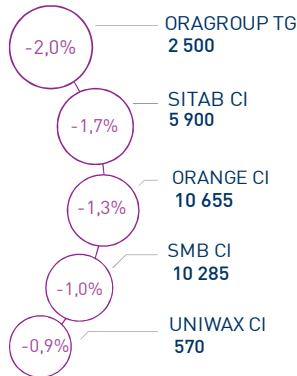 ORAGROUP TG
2 500
-2,0%
SITAB CI
5 900
-1,7%
ORANGE CI
10 655
-1,3%
SMB CI
10 285
-1,0%
UNIWAX CI
570
-0,9%